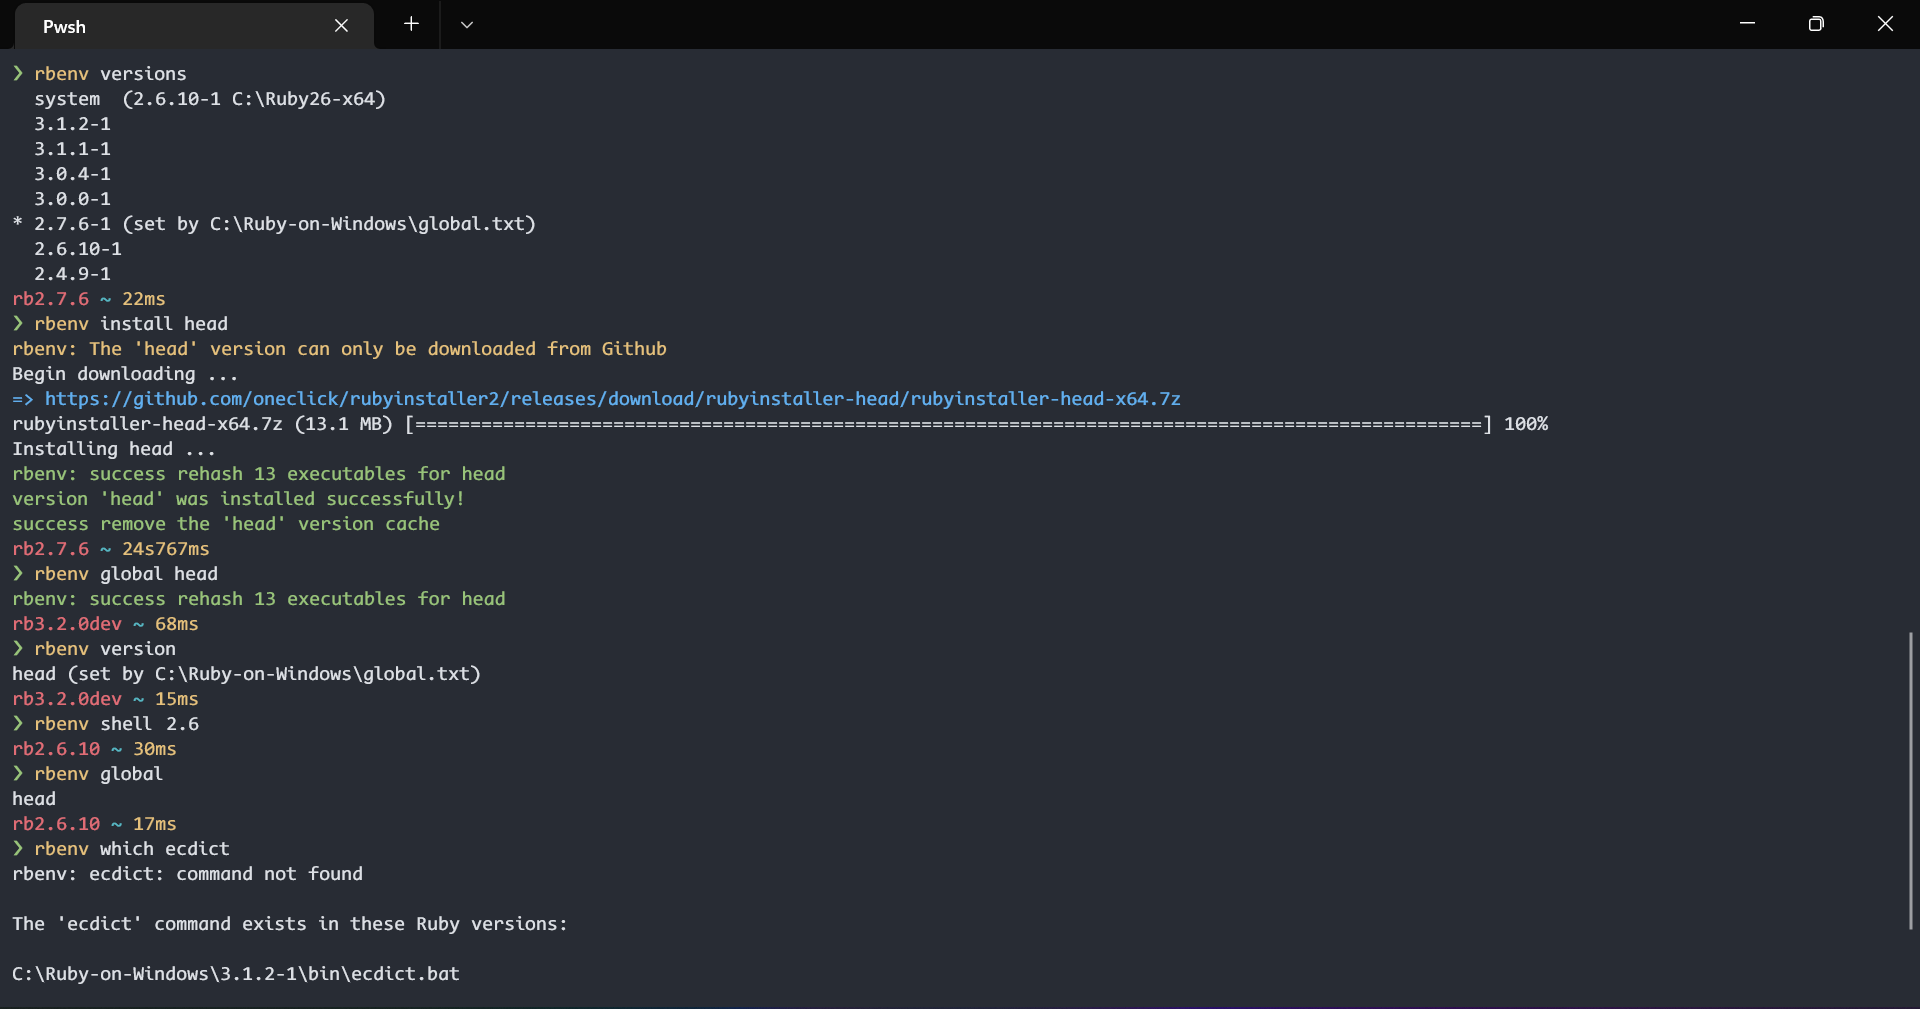 Pwsh
❯ rbenv versions
system (2.6.10-1 C:\Ruby26-x64)
3.1.2-1
3.1.1-1
3.0.4-1
3.0.0-1
* 2.7.6-1 (set by C:\Ruby-on-Windows\global.txt)
2.6.10-1
2.4.9-1
rb2.7.6 ~ 22ms
❯ rbenv install head
rbenv: The 'head' version can only be downloaded from Github
Begin downloading ...
=> https://github.com/oneclick/rubyinstaller2/releases/download/rubyinstaller-head/rubyinstaller-head-x64.7z
rubyinstaller-head-x64.7z (13.1 MB) [==================================================================================================] 100%
Installing head ...
rbenv: success rehash 13 executables for head
version 'head' was installed successfully!
success remove the 'head' version cache
rb2.7.6 ~ 24s767ms
❯ rbenv global head
rbenv: success rehash 13 executables for head
rb3.2.0dev ~ 68ms
❯ rbenv version
head (set by C:\Ruby-on-Windows\global.txt)
rb3.2.0dev ~ 15ms
❯ rbenv shell 2.6
rb2.6.10 ~ 30ms
❯ rbenv global
head
rb2.6.10 ~ 17ms
❯ rbenv which ecdict
rbenv: ecdict: command not found
The 'ecdict' command exists in these Ruby versions:
C:\Ruby-on-Windows\3.1.2-1\bin\ecdict.bat